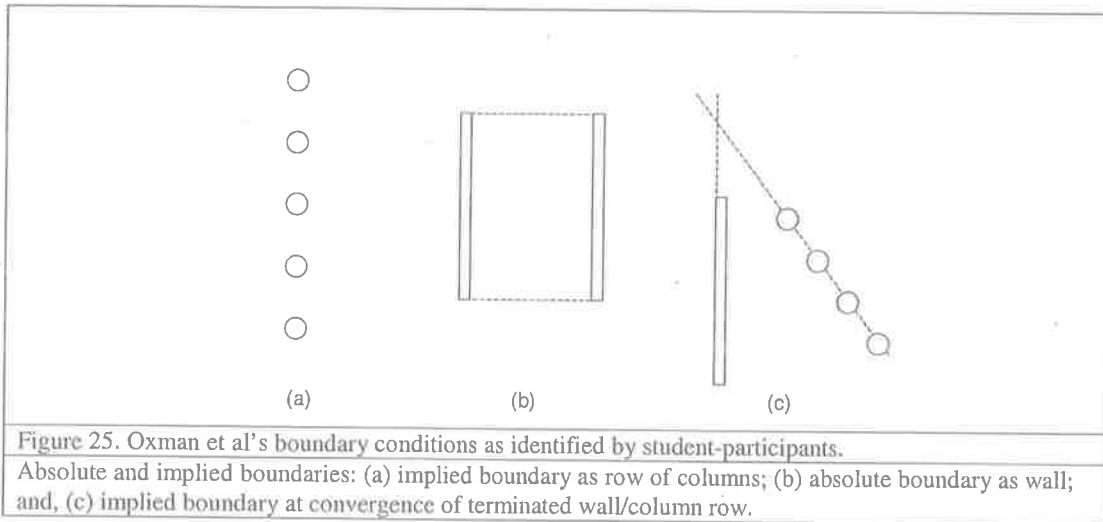 (a)
(b)
(c)
Figure 25. Oxman et al's boundary conditions as identified by student-participants.
Absolute and implied boundaries: (a) implied boundary as row of columns; (b) absolute boundary as wall;
and, (c) implied boundary at convergence of terminated wall/column row.